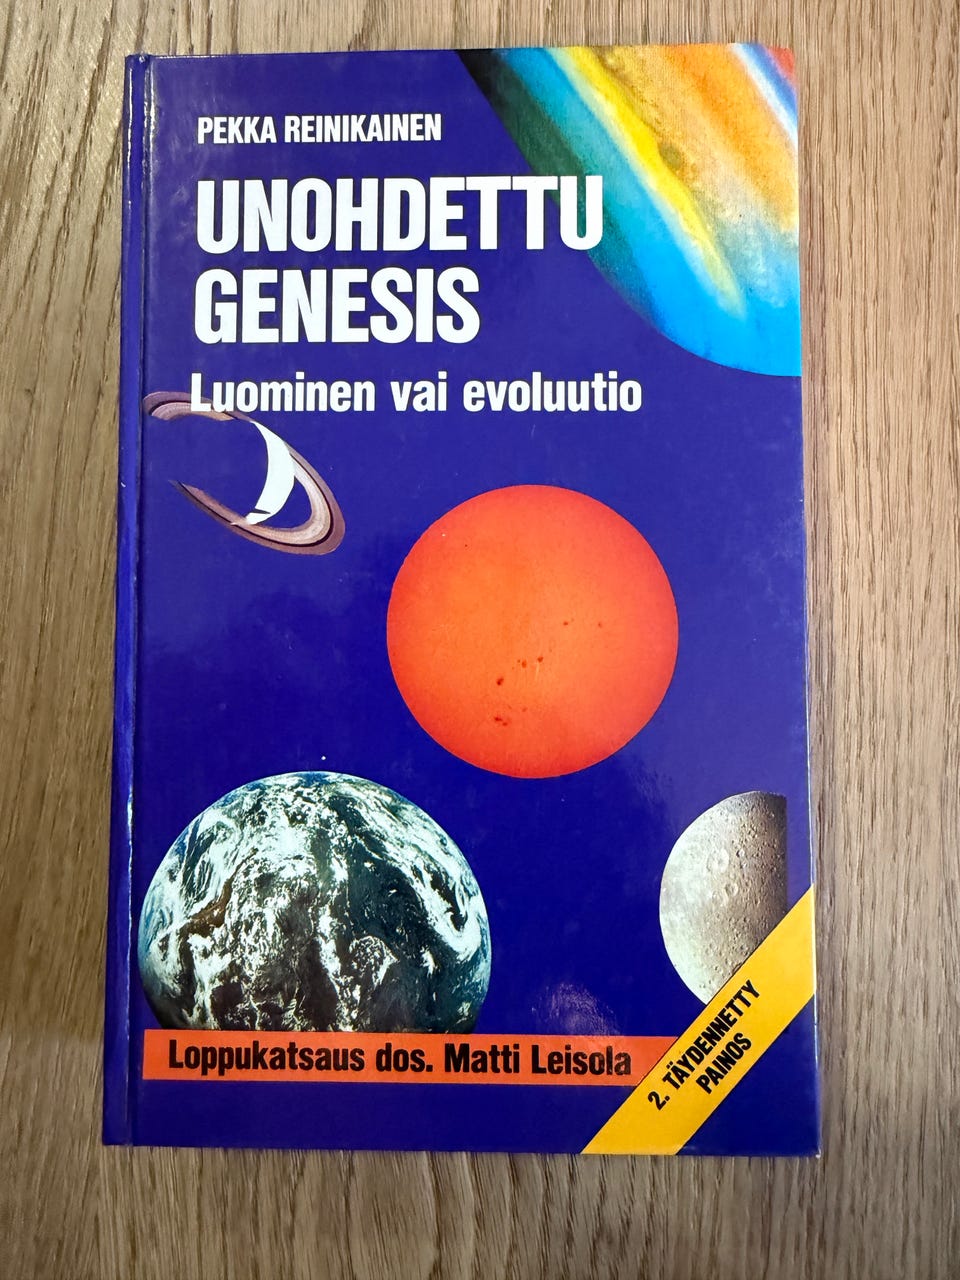 PEKKA REINIKAINEN
UNOHDETTU
GENESIS
Luominen vai evoluutio
Loppukatsaus dos. Matti Leisola
2. TÄYDENNETTY
PAINOS